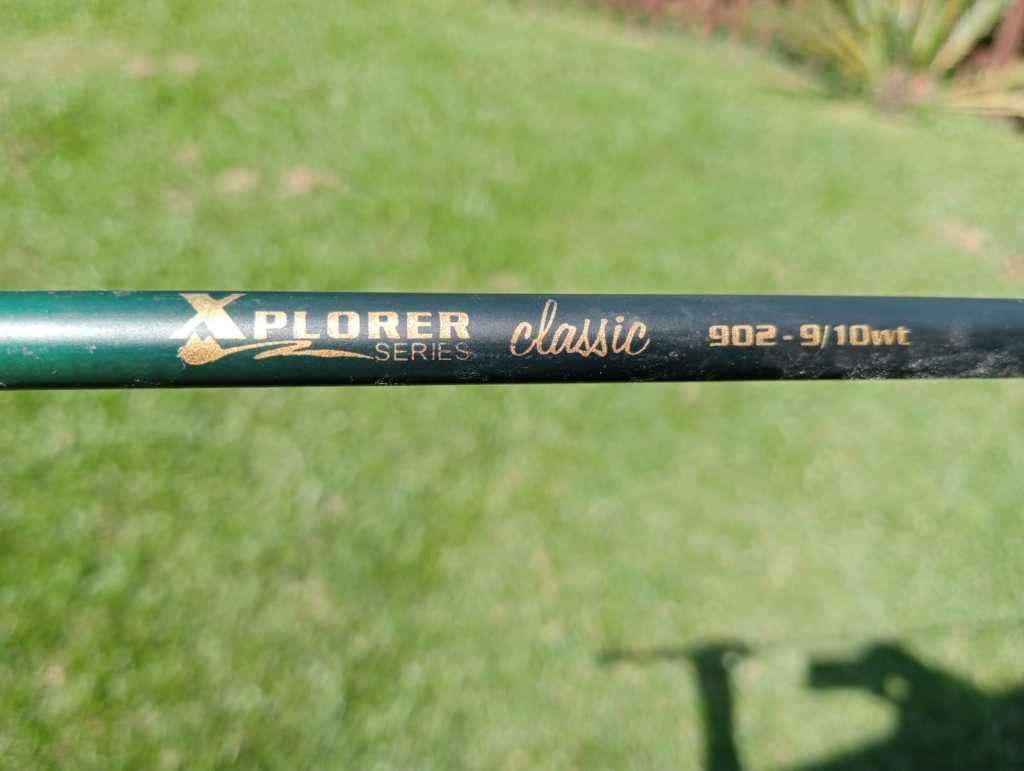 XPLORER classic 902 - 9/10wt
SERIES